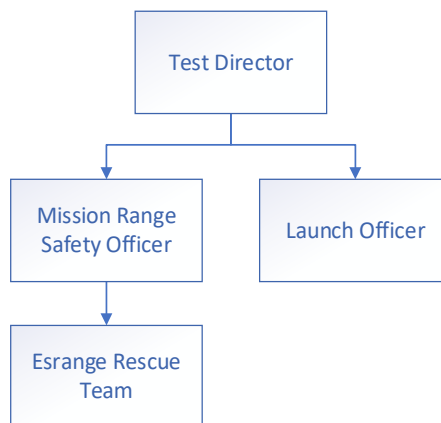 Test Director
Mission Range
Safety Officer
Launch Officer
Esrange Rescue
Team